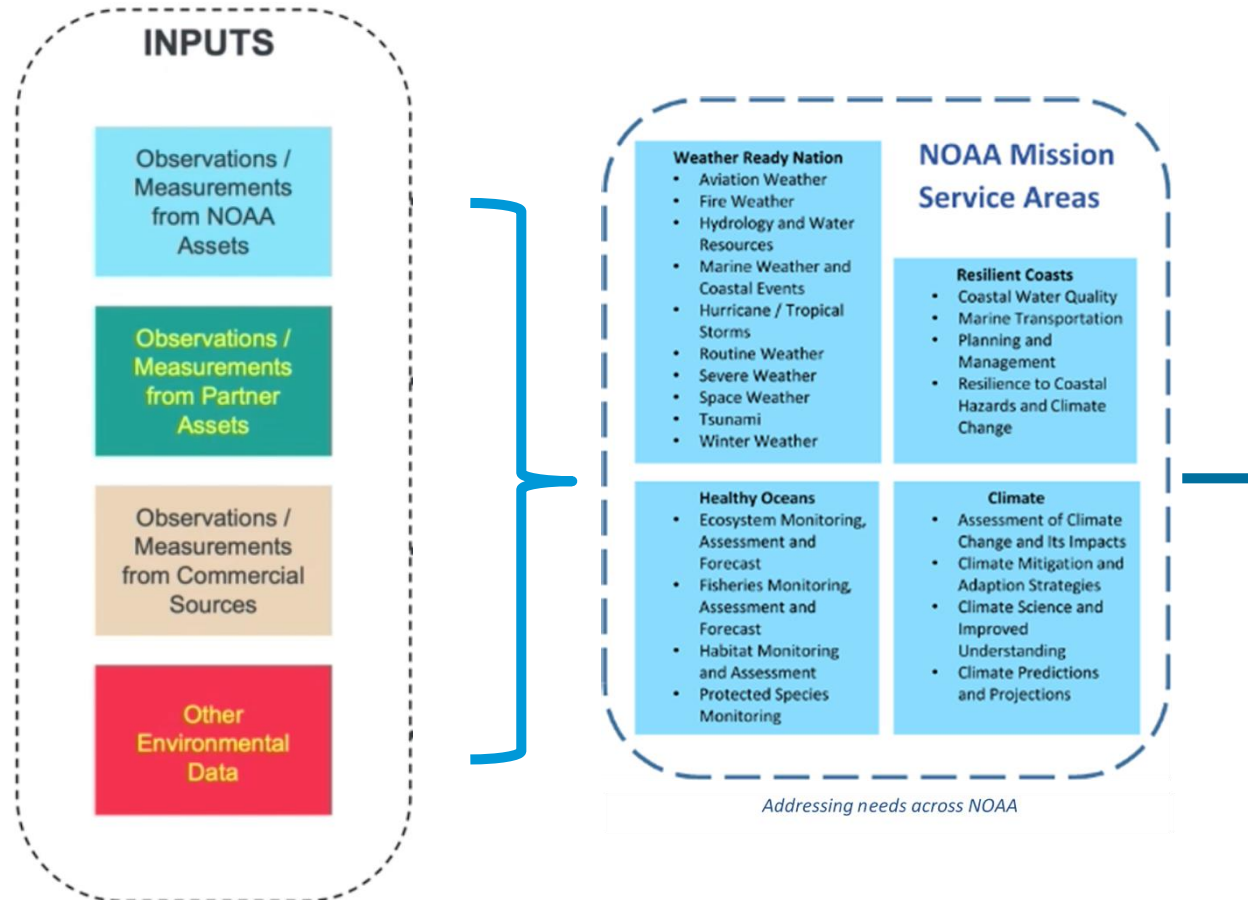 INPUTS
Observations /
Measurements
from NOAA
Assets
Observations /
Measurements
from Partner
Assets
Observations /
Measurements
from Commercial
Sources
Other
Environmental
Data
NOAA Mission
Service Areas
Weather Ready Nation
• Aviation Weather
• Fire Weather
• Hydrology and Water
Resources
• Marine Weather and
Coastal Events
• Hurricane / Tropical
Storms
• Routine Weather
• Severe Weather
• Space Weather
• Tsunami
• Winter Weather
Resilient Coasts
• Coastal Water Quality
• Marine Transportation
• Planning and
Management
• Resilience to Coastal
Hazards and Climate
Change
Healthy Oceans
• Ecosystem Monitoring,
Assessment and
Forecast
• Fisheries Monitoring,
Assessment and
Forecast
• Habitat Monitoring
and Assessment
• Protected Species
Monitoring
Climate
• Assessment of Climate
Change and Its Impacts
• Climate Mitigation and
Adaption Strategies
• Climate Science and
Improved
Understanding
• Climate Predictions
and Projections
Addressing needs across NOAA